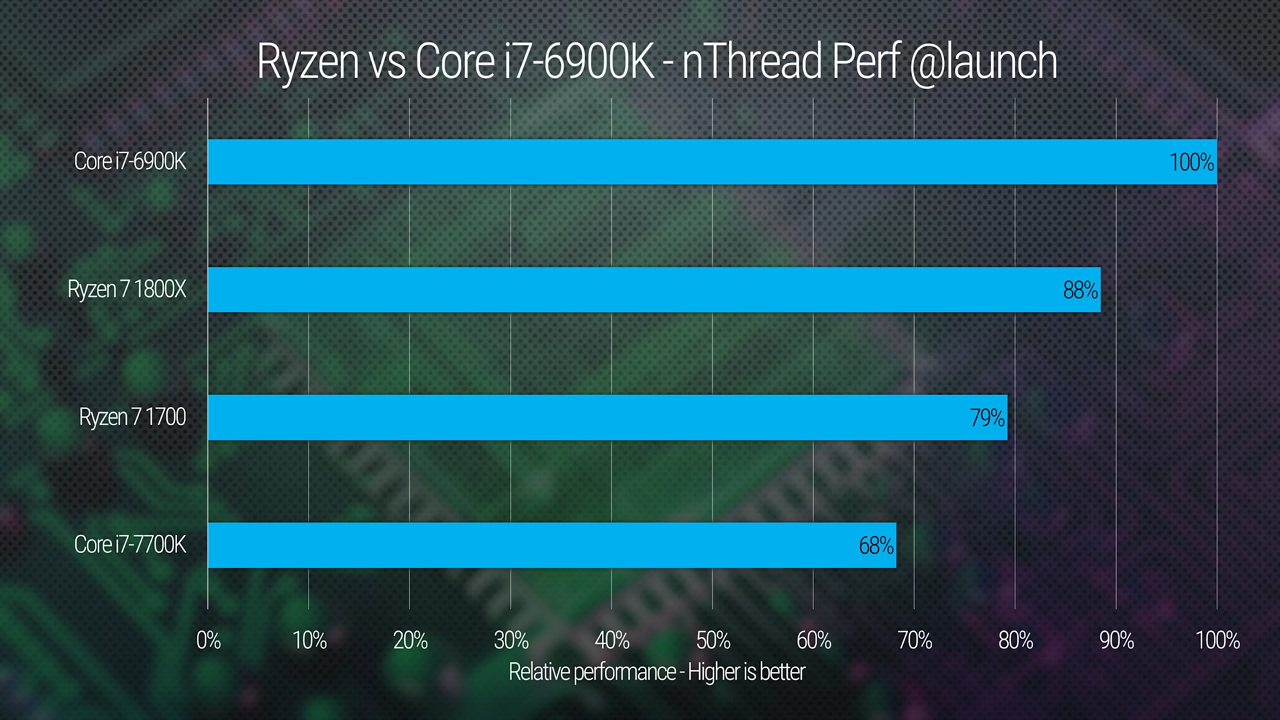 Ryzen vs Core i7-6900K - nThread Perf @launch
Core i7-6900K
100%
Ryzen 7 1800X
88%
Ryzen 7 1700
79%
Core i7-7700K
68%
0% 10% 20% 30% 40% 50% 60% 70% 80% 90% 100%
Relative performance - Higher is better